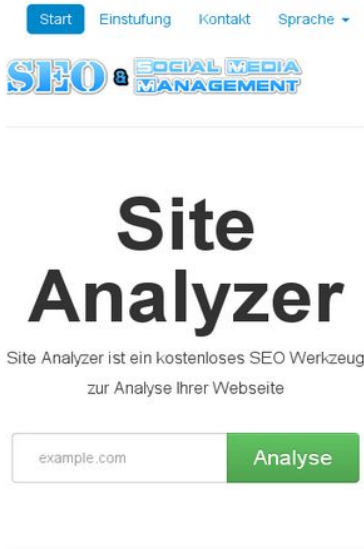 Start Einstufung Kontakt Sprache
SEO & SOCIAL MEDIA
MANAGEMENT
Site
Analyzer
Site Analyzer ist ein kostenloses SEO Werkzeug
zur Analyse Ihrer Webseite
example.com Analyse